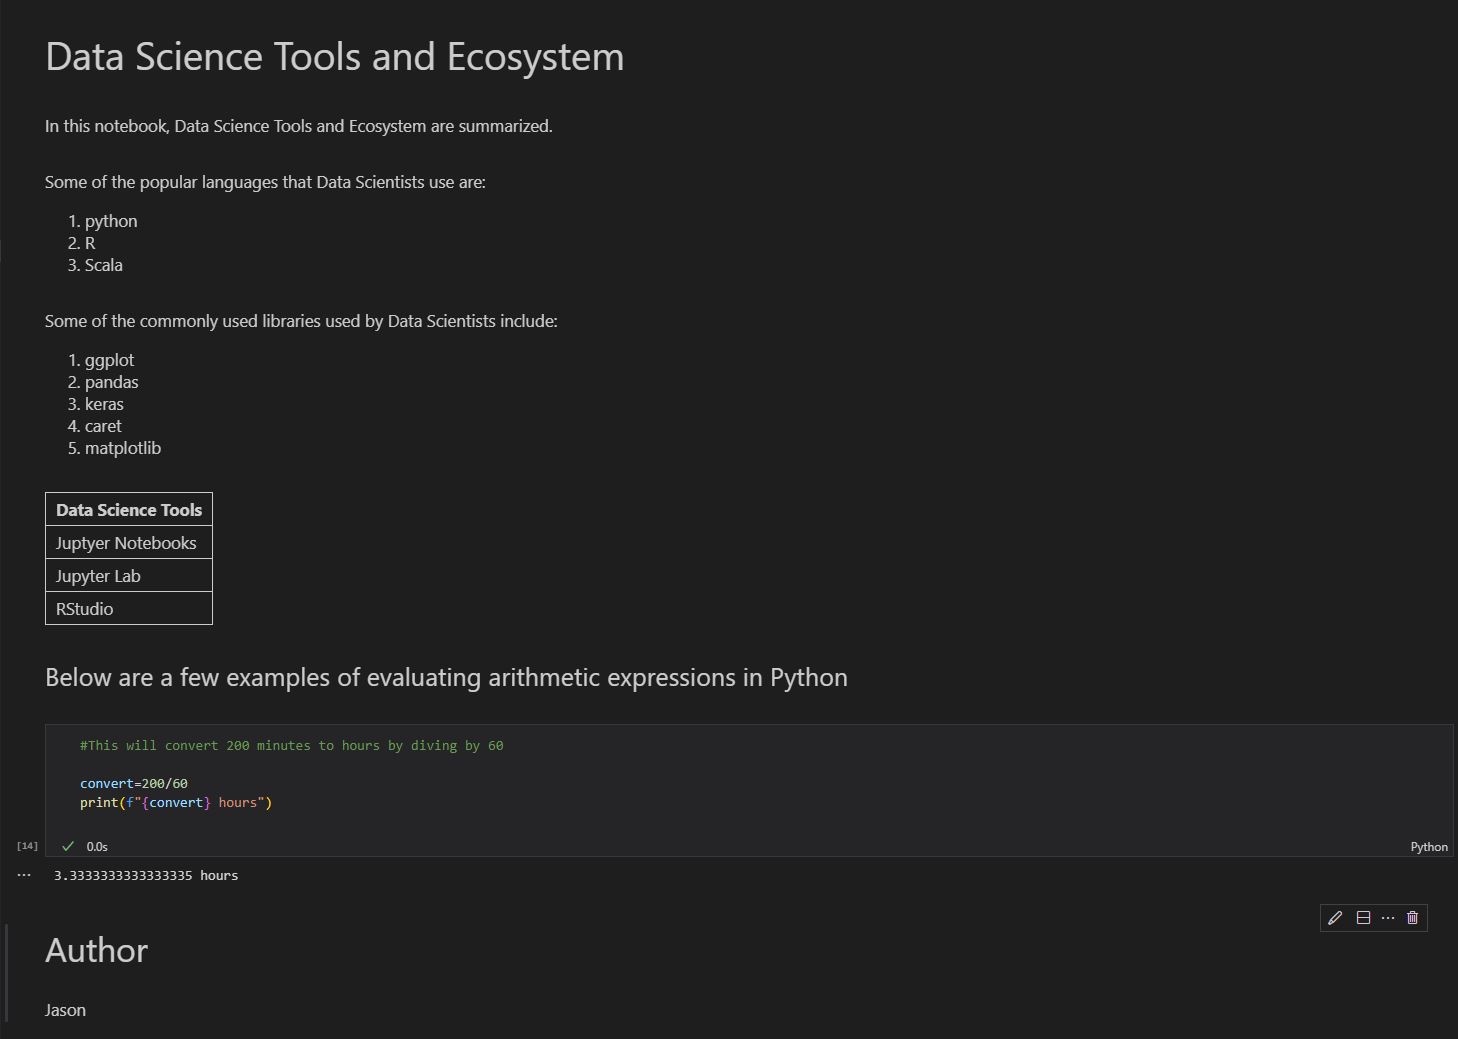 Data Science Tools and Ecosystem
In this notebook, Data Science Tools and Ecosystem are summarized.
Some of the popular languages that Data Scientists use are:
1. python
2. R
3. Scala
Some of the commonly used libraries used by Data Scientists include:
1. ggplot
2. pandas
3. keras
4. caret
5. matplotlib
Data Science Tools
Juptyer Notebooks
Jupyter Lab
RStudio
Below are a few examples of evaluating arithmetic expressions in Python
#This will convert 200 minutes to hours by diving by 60
convert=200/60
print(f"{convert} hours")
[14] 0.0s Python
3.3333333333333335 hours
Author
Jason